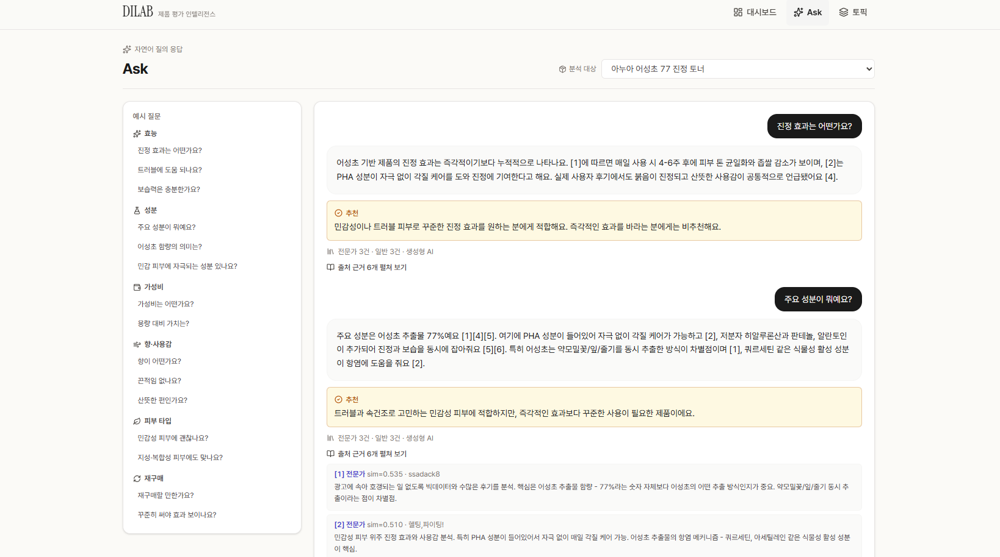 DILAB 제품 평가 인텔리전스
대시보드
Ask
토픽
자연어 질의 응답
Ask
분석 대상
아누아 어성초 77 진정 토너
예시 질문
효능
진정 효과는 어떤가요?
트러블에 도움 되나요?
보습력은 충분한가요?
성분
주요 성분이 뭐예요?
어성초 함량의 의미는?
민감 피부에 자극되는 성분 있나요?
가성비
가성비는 어떤가요?
용량 대비 가치는?
향·사용감
향이 어떤가요?
끈적임 없나요?
산뜻한 편인가요?
피부 타입
민감성 피부에 괜찮나요?
지성·복합성 피부에도 맞나요?
재구매
재구매할 만한가요?
꾸준히 써야 효과 보이나요?
진정 효과는 어떤가요?
어성초 기반 제품의 진정 효과는 즉각적이기보다 누적적으로 나타나요. [1]에 따르면 매일 사용 시 4-6주 후에 피부 톤 균일화와 좁쌀 감소가 보이며, [2]는
PHA 성분이 자극 없이 각질 케어를 도와 진정에 기여한다고 해요. 실제 사용자 후기에서도 붉음이 진정되고 산뜻한 사용감이 공통적으로 언급됐어요 [4].
추천
민감성이나 트러블 피부로 꾸준한 진정 효과를 원하는 분에게 적합해요. 즉각적인 효과를 바라는 분에게는 비추천해요.
전문가 3건 · 일반 3건 · 생성형 AI
출처 근거 6개 펼쳐 보기
주요 성분이 뭐예요?
주요 성분은 어성초 추출물 77%예요 [1][4][5]. 여기에 PHA 성분이 들어있어 자극 없이 각질 케어가 가능하고 [2], 저분자 히알루론산과 판테놀, 알란토인
이 추가되어 진정과 보습을 동시에 잡아줘요 [5][6]. 특히 어성초는 약모밀꽃/잎/줄기를 동시 추출한 방식이 차별점이며 [1], 쿼르세틴 같은 식물성 활성 성분
이 항염에 도움을 줘요 [2].
추천
트러블과 속건조로 고민하는 민감성 피부에 적합하지만, 즉각적인 효과보다 꾸준한 사용이 필요한 제품이에요.
전문가 3건 · 일반 3건 · 생성형 AI
출처 근거 6개 펼쳐 보기
[1] 전문가 sim=0.535 · ssadack8
광고에 속아 호갱되는 일 없도록 빅데이터와 수많은 후기를 분석. 핵심은 어성초 추출물 함량 - 77%라는 숫자 자체보다 어성초의 어떤 추출 방식인지가 중요. 약모밀꽃/잎/줄기 동시 추
출이라는 점이 차별점.
[2] 전문가 sim=0.510 · 헬팅,파이팅!
민감성 피부 위주 진정 효과와 사용감 분석. 특히 PHA 성분이 들어있어서 자극 없이 매일 각질 케어 가능. 어성초 추출물의 항염 메커니즘 - 쿼르세틴, 아세틸레인 같은 식물성 활성 성분
이 핵심.